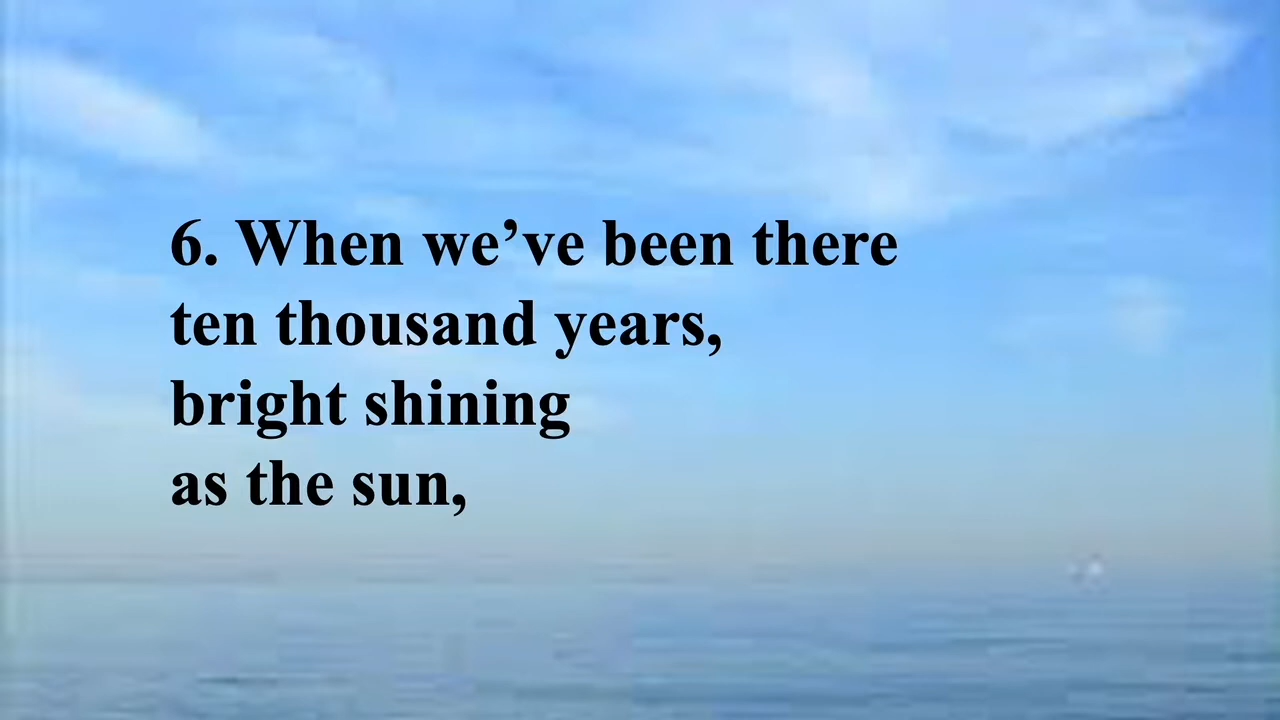 6. When we’ve been there
ten thousand years,
bright shining
as the sun,